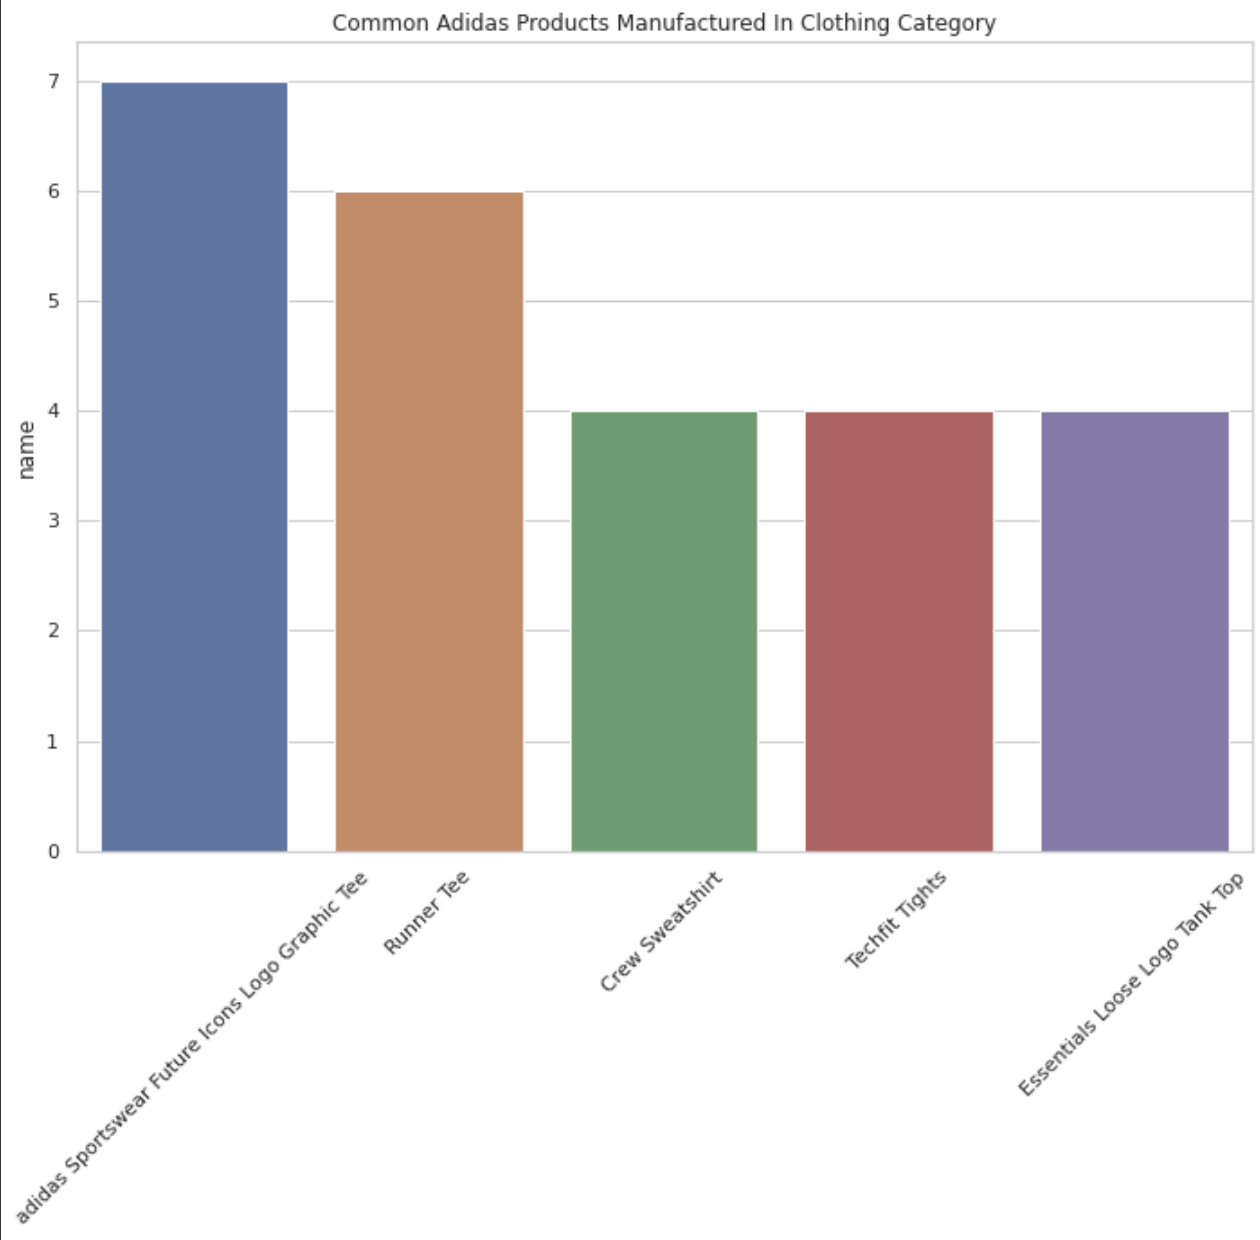 Common Adidas Products Manufactured In Clothing Category
7
6
5
4
3
2
1
0
name
adidas Sportswear Future Icons Logo Graphic Tee
Runner Tee
Crew Sweatshirt
Techfit Tights
Essentials Loose Logo Tank Top